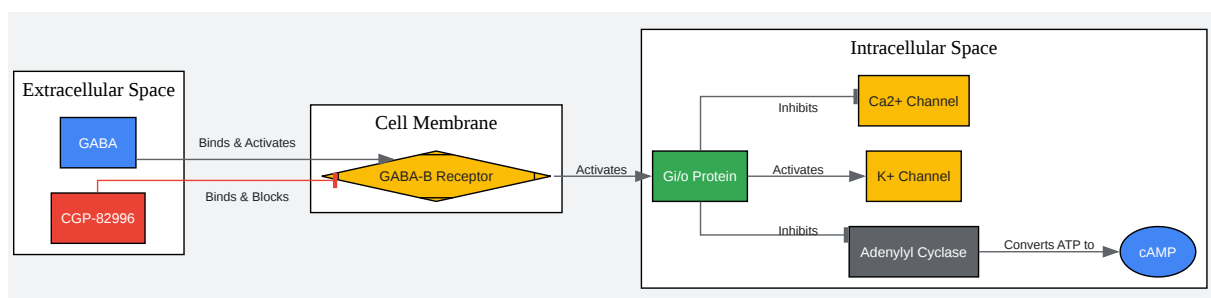 Extracellular Space
GABA
CGP-82996
Binds & Activates
Binds & Blocks
Cell Membrane
GABA-B Receptor
Activates
Intracellular Space
Gi/o Protein
Inhibits
Ca2+ Channel
Activates
K+ Channel
Inhibits
Adenylyl Cyclase
Converts ATP to
cAMP